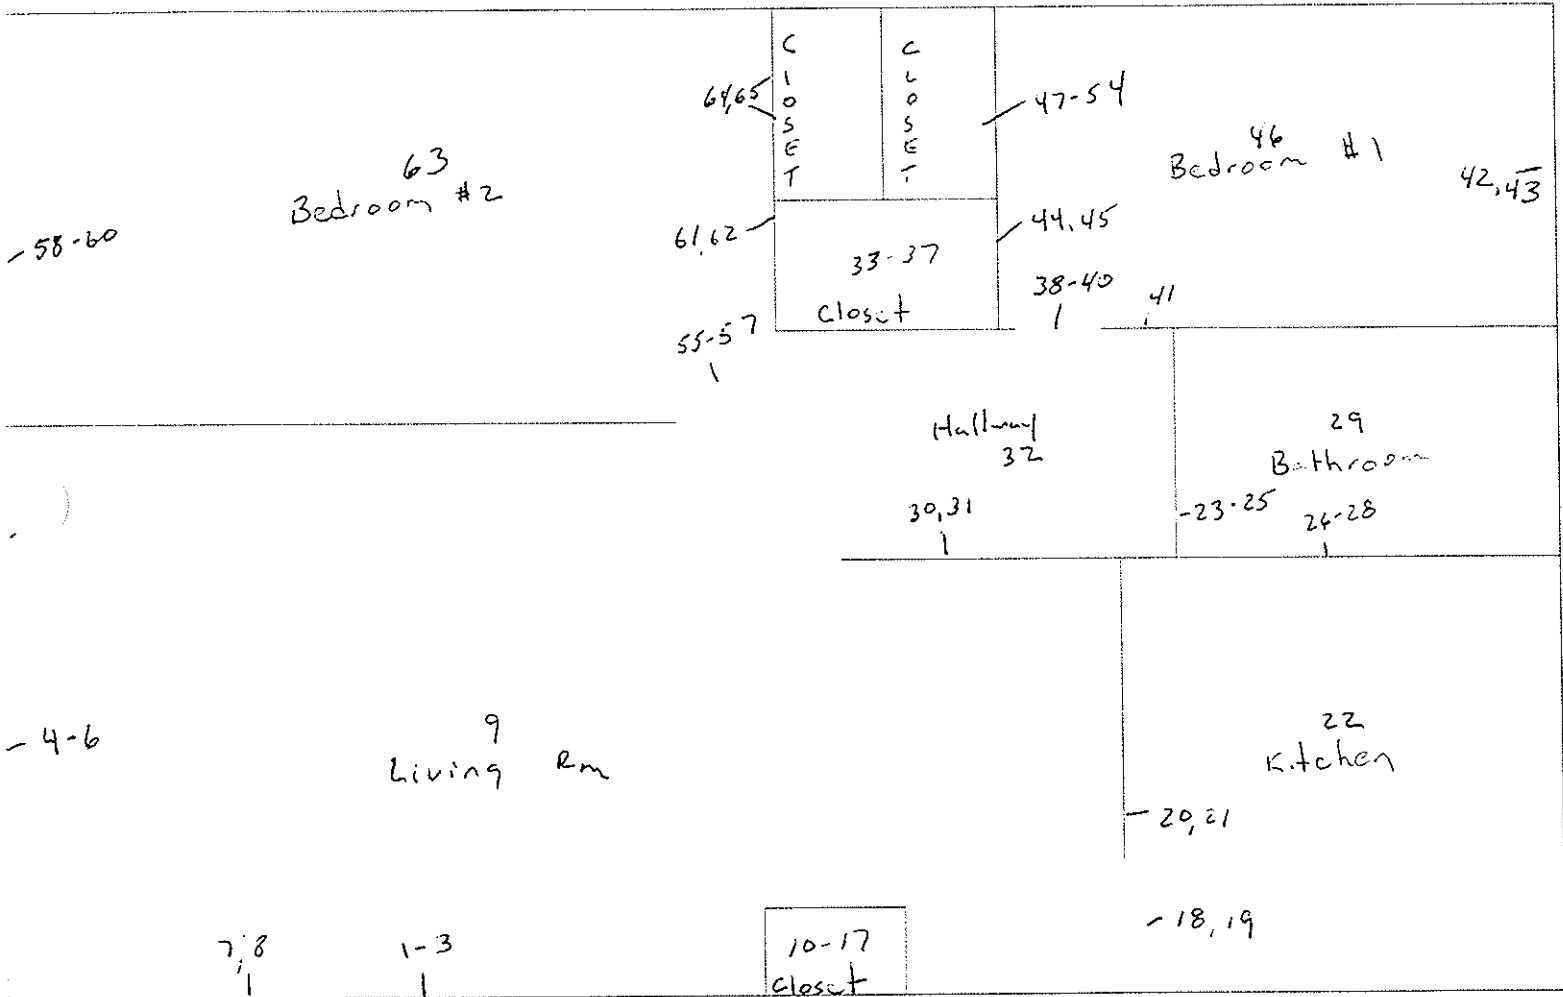 C
L
O
S
E
T
C
L
O
S
E
T
64,65
47-54
63
Bedroom #2
46
Bedroom #1
42,43
58-60
61,62
44,45
33-37
Closet
38-40
41
55-57
Hallway
32
29
Bathroom
30,31
-23-25
26-28
4-6
9
Living Rm
22
Kitchen
20,21
18,19
7,8
1-3
10-17
Closet